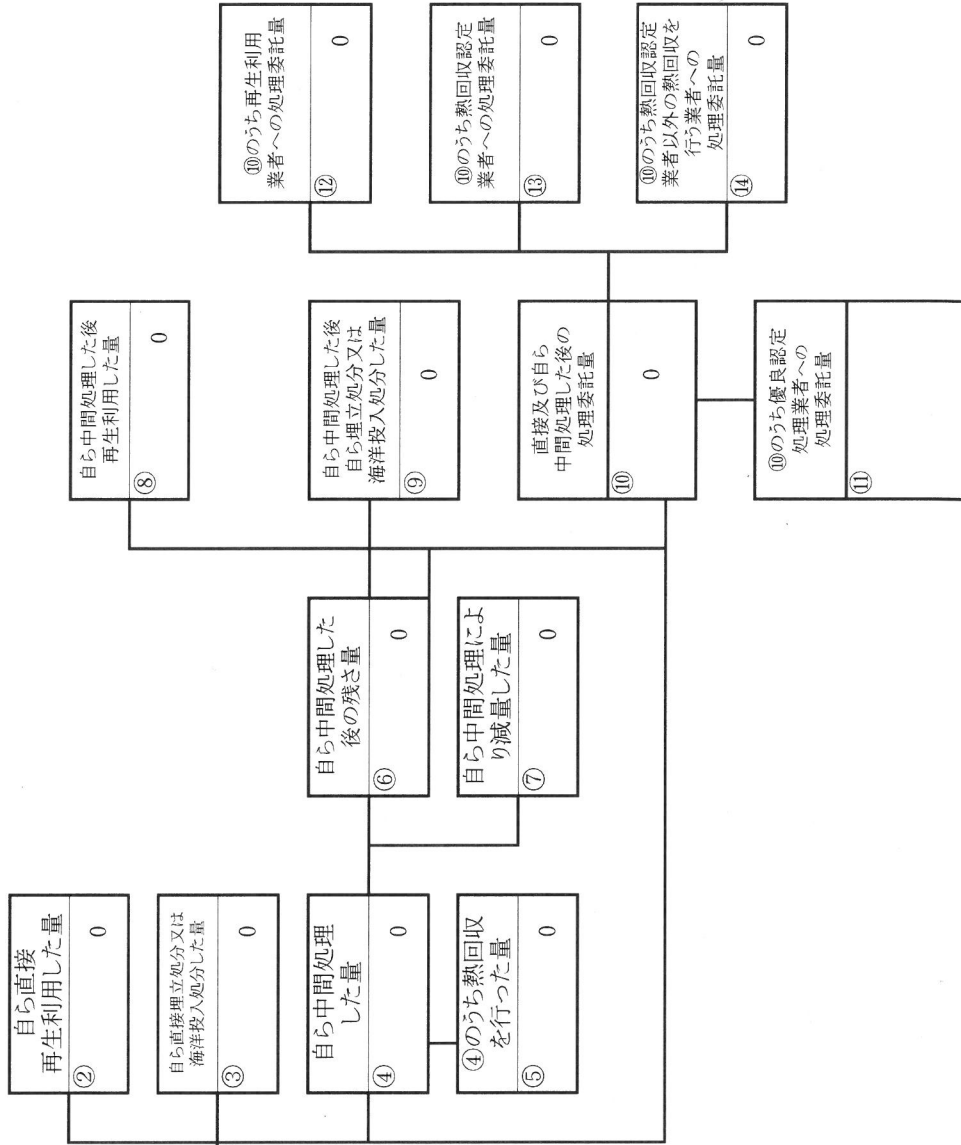 自ら直接
再生利用した量
②
0
自ら直接埋立処分又は
海洋投入処分した量
③
0
自ら中間処理
した量
④
0
④のうち熱回収
を行った量
⑤
0
自ら中間処理した
後の残さ量
⑥
0
自ら中間処理によ
り減量した量
⑦
0
自ら中間処理した後
再生利用した量
⑧
0
自ら中間処理した後
自ら埋立処分又は
海洋投入処分した量
⑨
0
直接及び自ら
中間処理した後の
処理委託量
⑩
0
⑩のうち優良認定
処理業者への
処理委託量
⑪
⑩のうち再生利用
業者への処理委託量
⑫
0
⑩のうち熱回収認定
業者への処理委託量
⑬
0
⑩のうち熱回収認定
業者以外の熱回収を
行う業者への
処理委託量
⑭
0